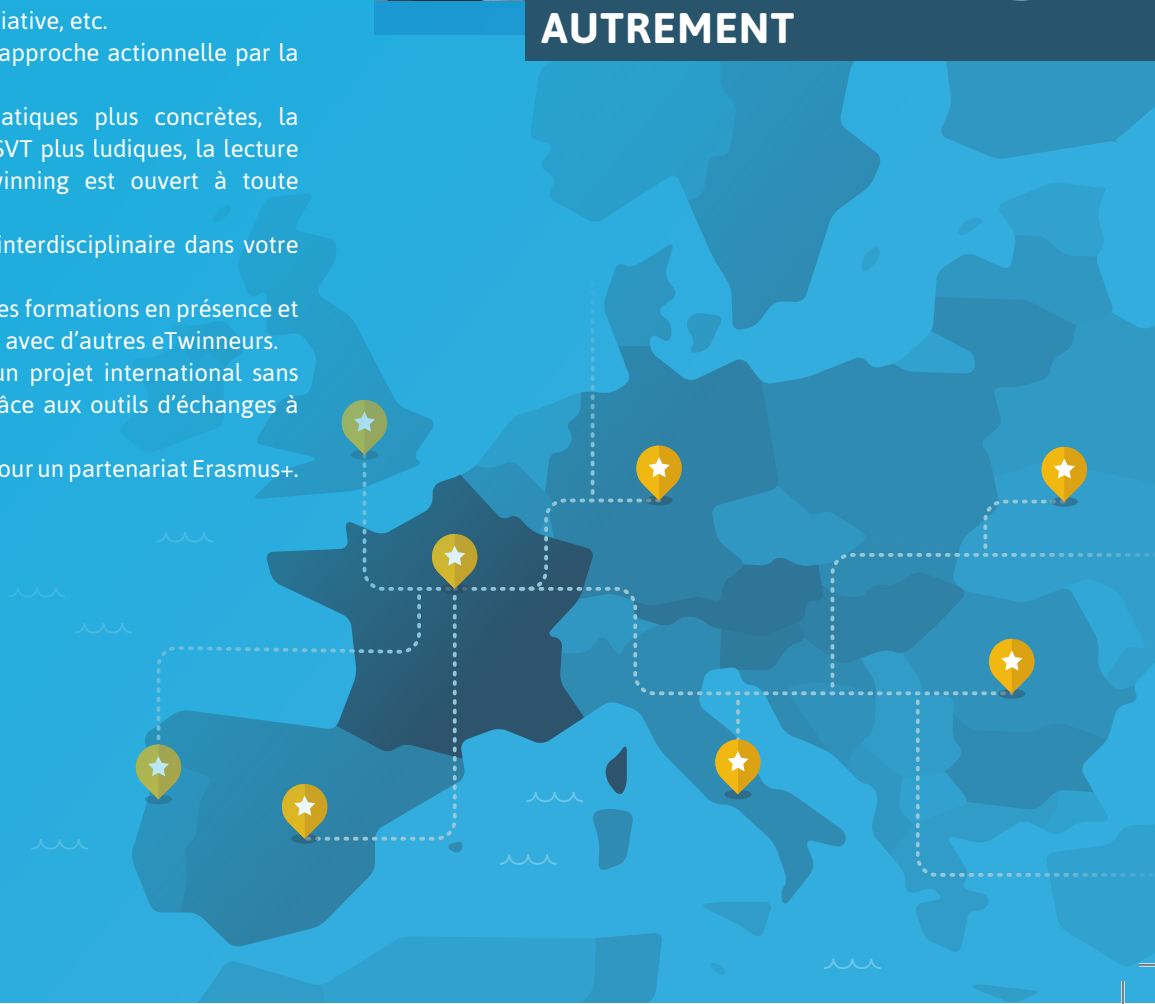 iative, etc.
approche actionnelle par la
atiques plus concrètes, la
SVT plus ludiques, la lecture
winning est ouvert à toute
interdisciplinaire dans votre
es formations en présence et
avec d'autres eTwinneurs.
un projet international sans
âce aux outils d'échanges à
our un partenariat Erasmus+.
AUTREMENT